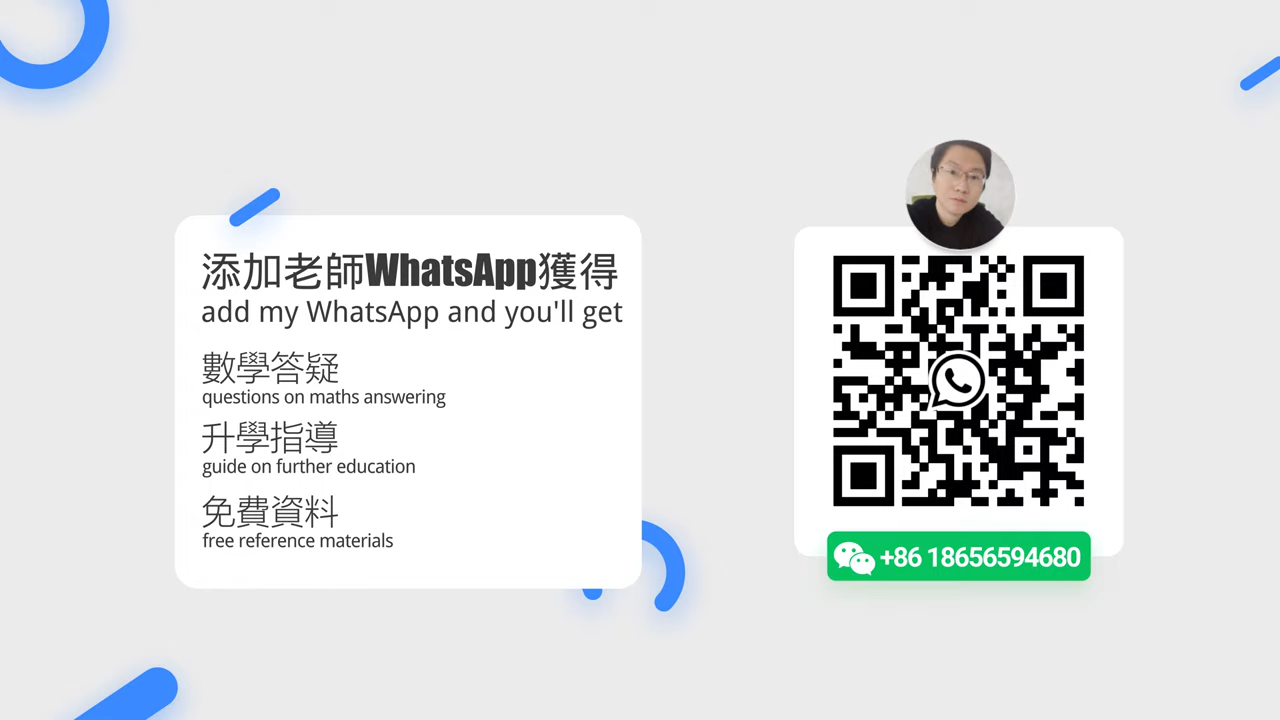 添加老師WhatsApp獲得
add my WhatsApp and you'll get
數學答疑
questions on maths answering
升學指導
guide on further education
免費資料
free reference materials
+86 18656594680